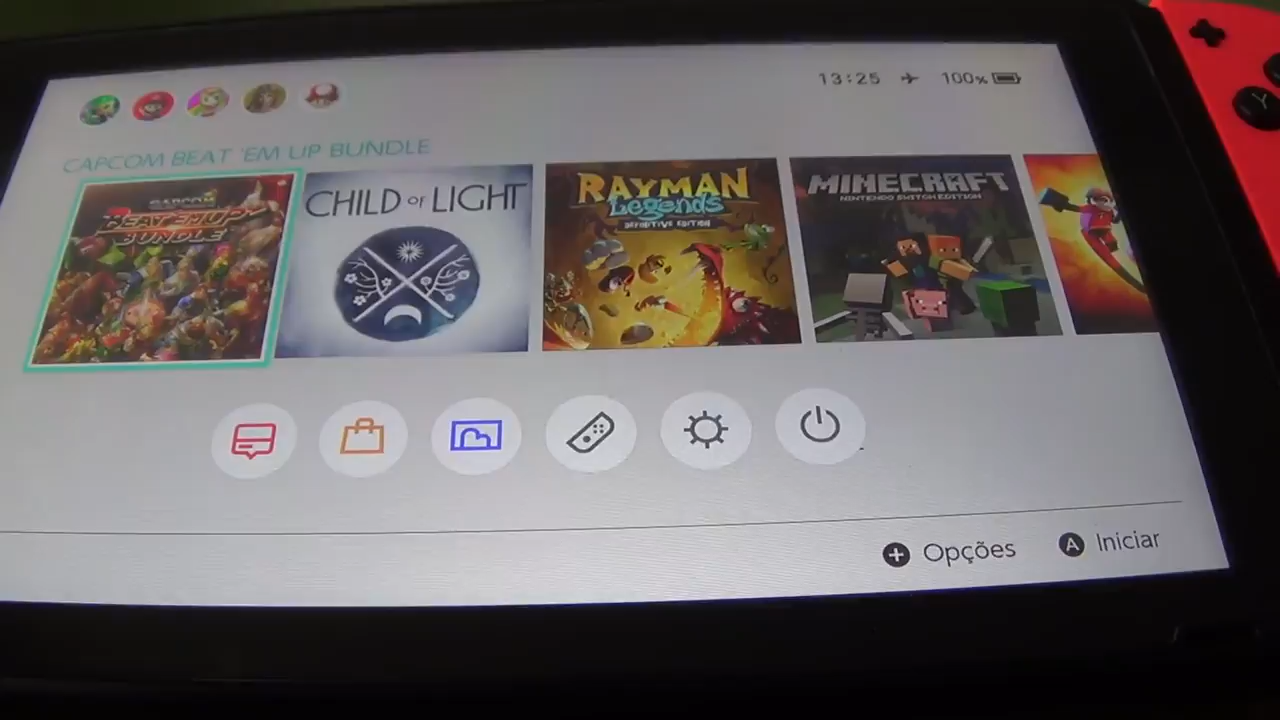 13:25 100%
CAPCOM BEAT 'EM UP BUNDLE
CAPCOM
BEAT 'EM UP
BUNDLE
CHILD OF LIGHT
RAYMAN
Legends
DEFINITIVE EDITION
MINECRAFT
NINTENDO SWITCH EDITION
+ Opções A Iniciar
Y